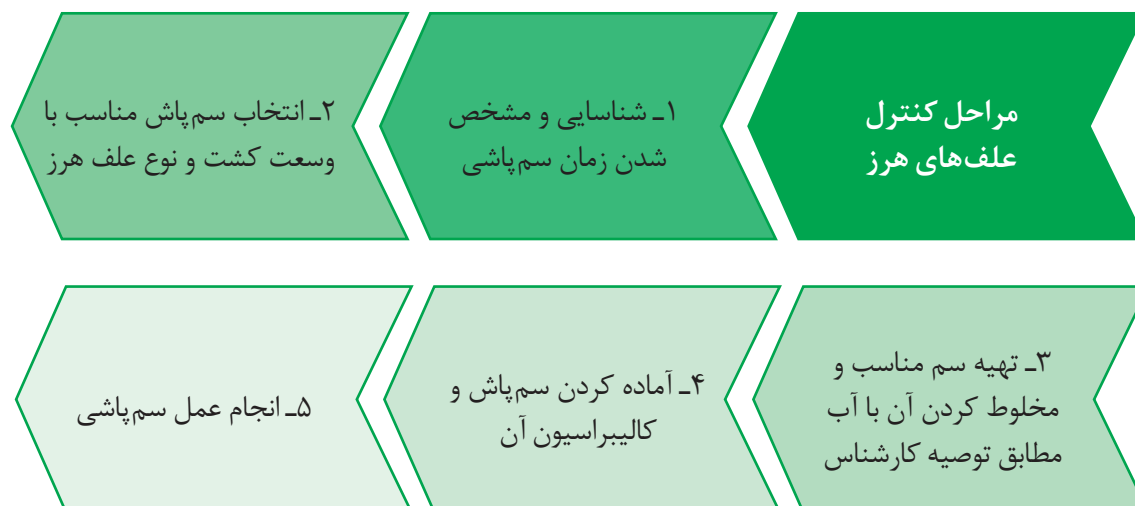 مراحل کنترل
علف‌های هرز
۱ـ شناسایی و مشخص
شدن زمان سم‌پاشی
۲ـ انتخاب سم‌پاش مناسب با
وسعت کشت و نوع علف هرز
۳ـ تهیه سم مناسب و
مخلوط کردن آن با آب
مطابق توصیه کارشناس
۴ـ آماده کردن سم‌پاش و
کالیبراسیون آن
۵ـ انجام عمل سم‌پاشی